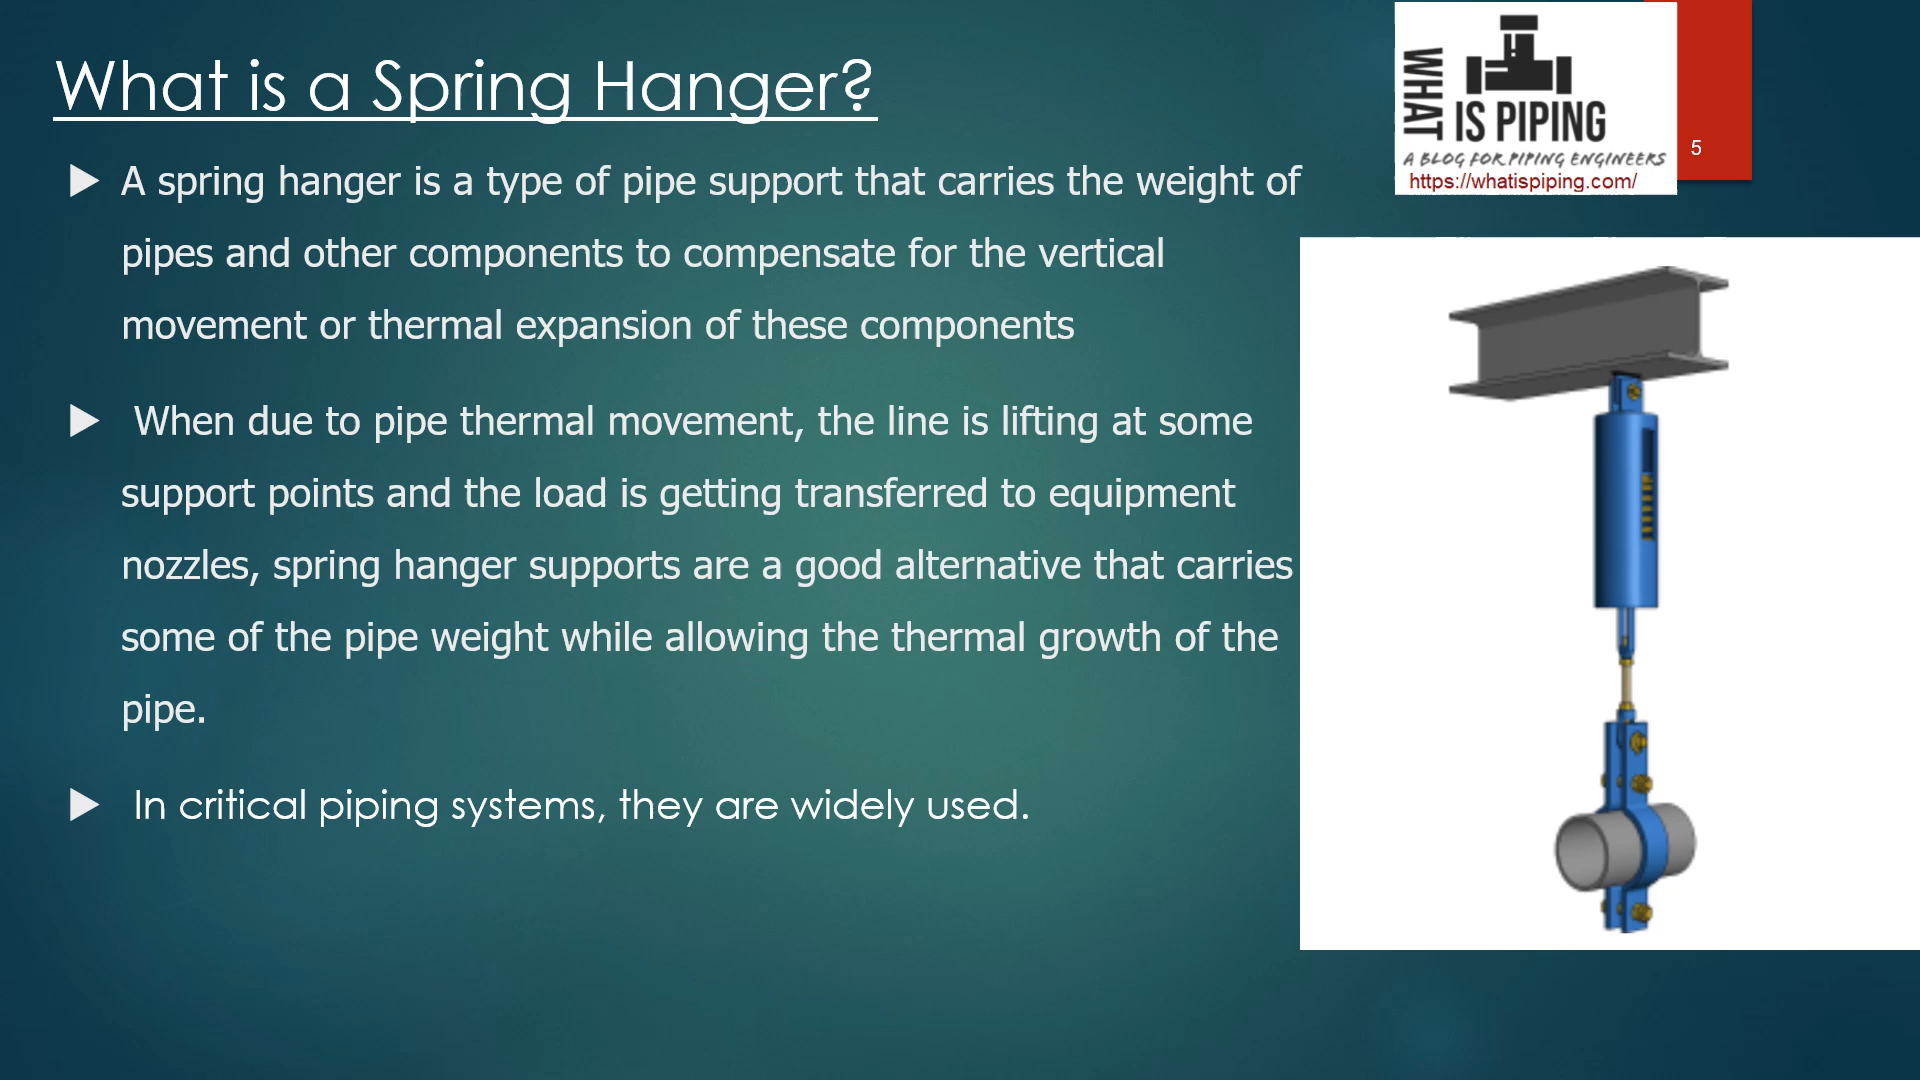 What is a Spring Hanger?
A spring hanger is a type of pipe support that carries the weight of
pipes and other components to compensate for the vertical
movement or thermal expansion of these components
When due to pipe thermal movement, the line is lifting at some
support points and the load is getting transferred to equipment
nozzles, spring hanger supports are a good alternative that carries
some of the pipe weight while allowing the thermal growth of the
pipe.
In critical piping systems, they are widely used.
WHAT
IS PIPING
A BLOG FOR PIPING ENGINEERS
https://whatispiping.com/
5